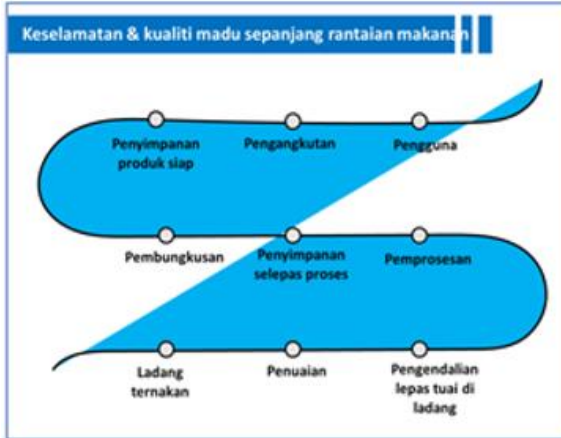 Keselamatan & kualiti madu sepanjang rantaian makanan
Penyimpanan
produk siap
Pengangkutan
Pengguna
Pembungkusan
Penyimpanan
selepas proses
Pemprosesan
Ladang
ternakan
Penuaian
Pengendalian
lepas tuai di
ladang